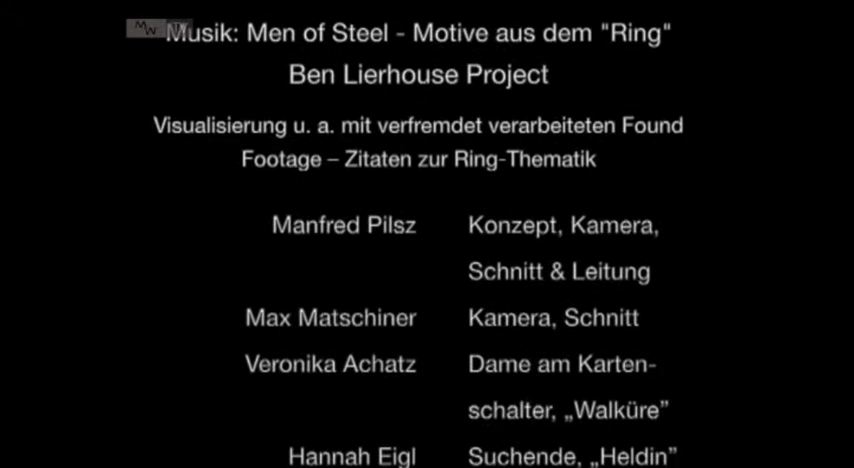 MW TV
Musik: Men of Steel - Motive aus dem "Ring"
Ben Lierhouse Project
Visualisierung u. a. mit verfremdet verarbeiteten Found
Footage – Zitaten zur Ring-Thematik
Manfred Pilsz Konzept, Kamera,
Schnitt & Leitung
Max Matschiner Kamera, Schnitt
Veronika Achatz Dame am Karten-
schalter, „Walküre”
Hannah Eigl Suchende, „Heldin”